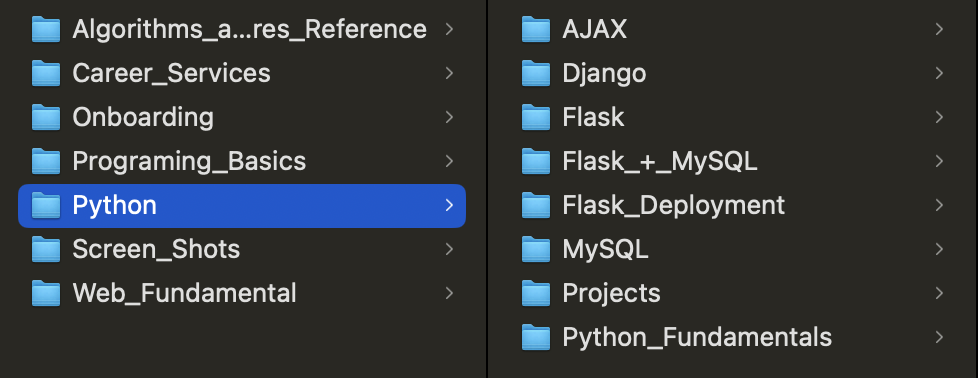 Algorithms_a...res_Reference
Career_Services
Onboarding
Programing_Basics
Python
Screen_Shots
Web_Fundamental
AJAX
Django
Flask
Flask_+_MySQL
Flask_Deployment
MySQL
Projects
Python_Fundamentals